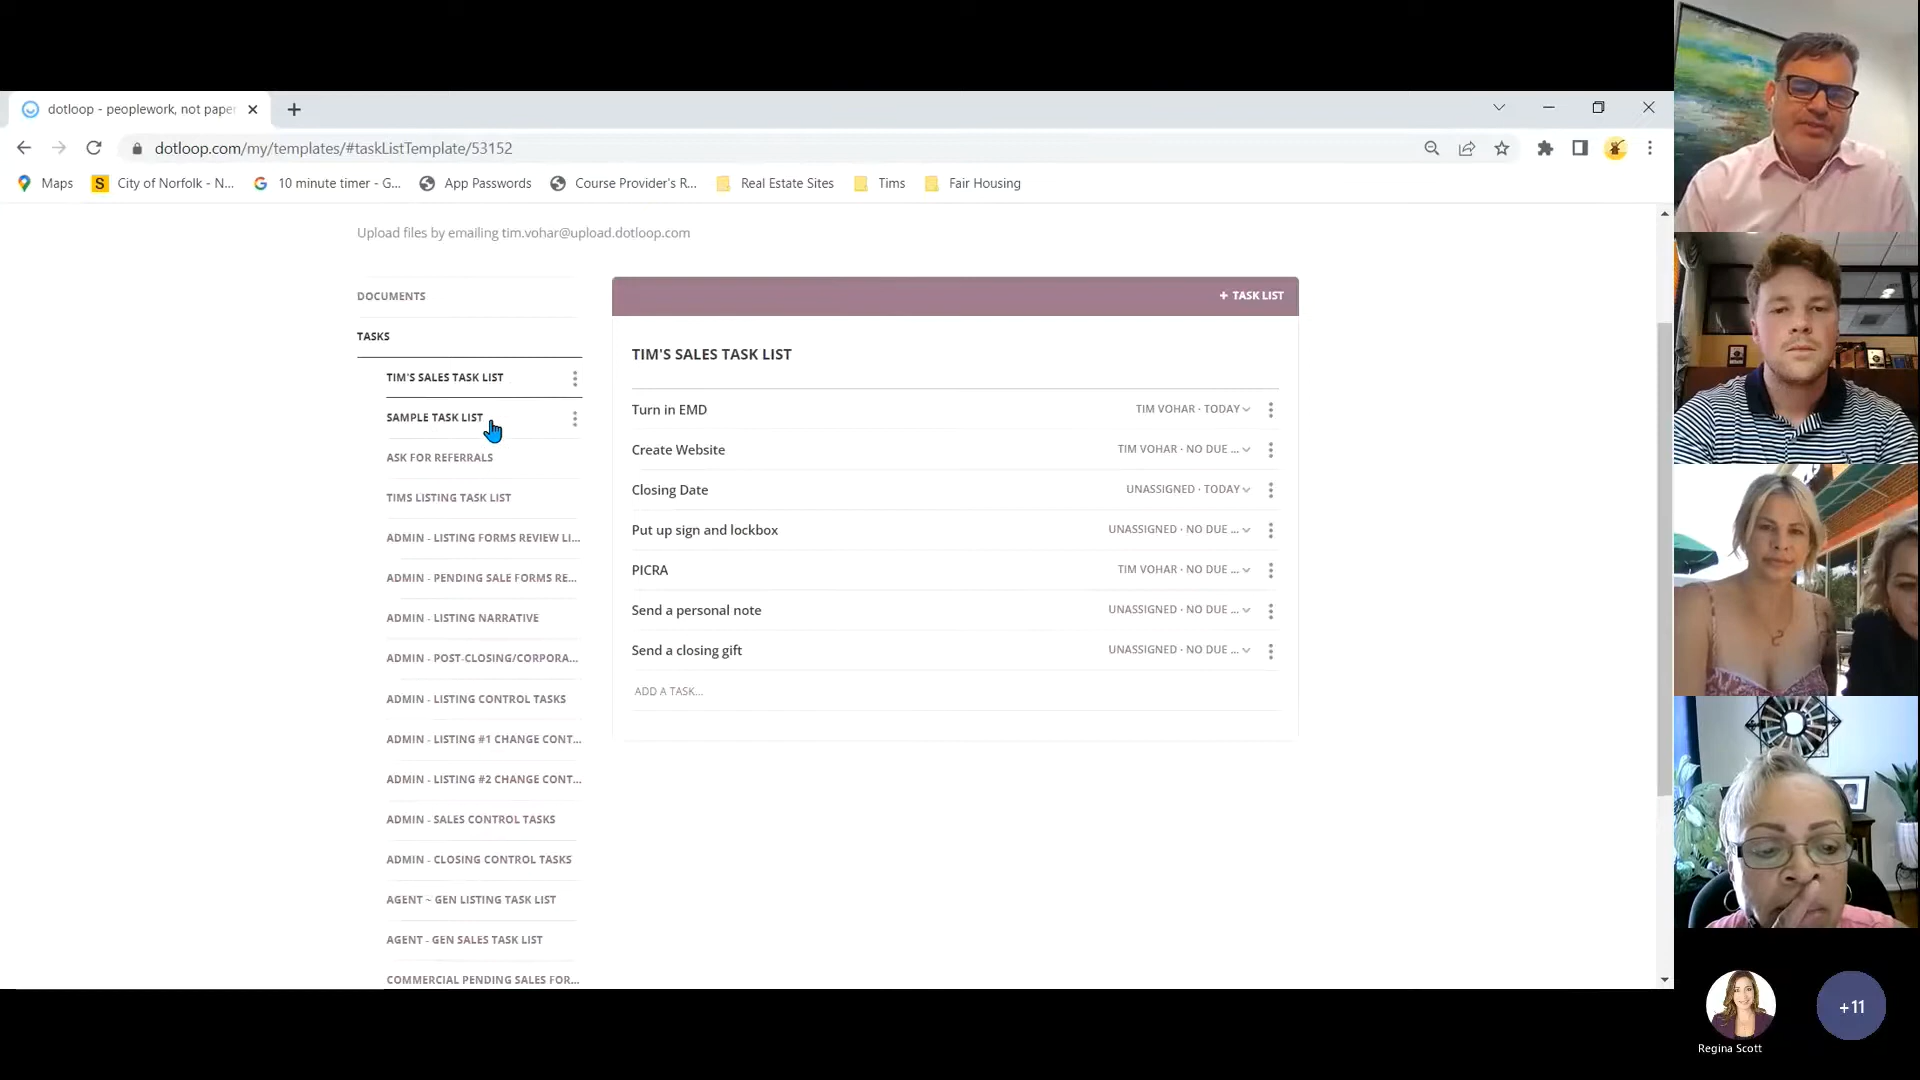 dotloop - peoplework, not paper
dotloop.com/my/templates/#taskListTemplate/53152
Maps
S
City of Norfolk - N...
10 minute timer - G...
App Passwords
Course Provider's R...
Real Estate Sites
Tims
Fair Housing
Upload files by emailing tim.vohar@upload.dotloop.com
DOCUMENTS
TASKS
TIM'S SALES TASK LIST
SAMPLE TASK LIST
ASK FOR REFERRALS
TIMS LISTING TASK LIST
ADMIN - LISTING FORMS REVIEW LI...
ADMIN - PENDING SALE FORMS RE...
ADMIN - LISTING NARRATIVE
ADMIN - POST-CLOSING/CORPORA...
ADMIN - LISTING CONTROL TASKS
ADMIN - LISTING #1 CHANGE CONT...
ADMIN - LISTING #2 CHANGE CONT...
ADMIN - SALES CONTROL TASKS
ADMIN - CLOSING CONTROL TASKS
AGENT ~ GEN LISTING TASK LIST
AGENT - GEN SALES TASK LIST
COMMERCIAL PENDING SALES FOR...
+ TASK LIST
TIM'S SALES TASK LIST
Turn in EMD TIM VOHAR · TODAY
Create Website TIM VOHAR · NO DUE ...
Closing Date UNASSIGNED · TODAY
Put up sign and lockbox UNASSIGNED · NO DUE ...
PICRA TIM VOHAR · NO DUE ...
Send a personal note UNASSIGNED · NO DUE ...
Send a closing gift UNASSIGNED · NO DUE ...
ADD A TASK...
+11
Regina Scott